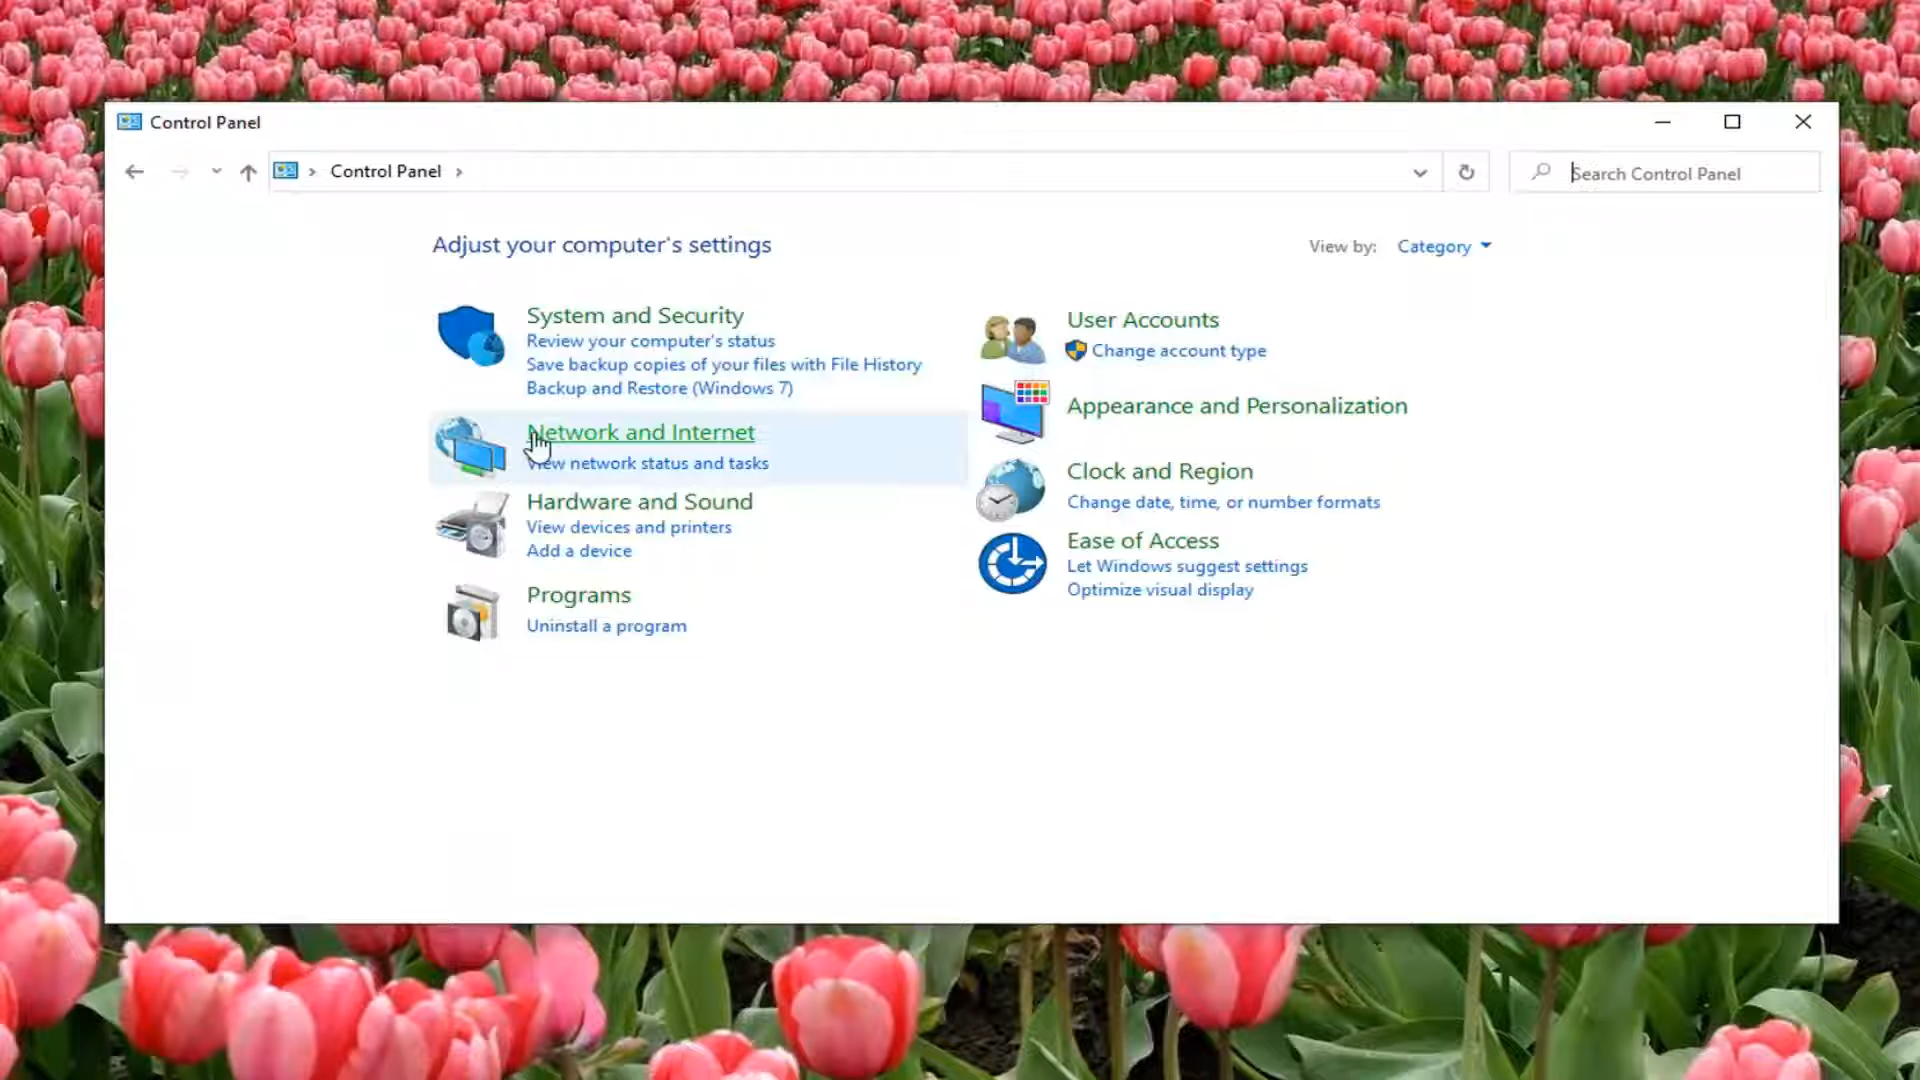 Control Panel
Control Panel
Search Control Panel
Adjust your computer's settings
View by: Category
System and Security
Review your computer's status
Save backup copies of your files with File History
Backup and Restore (Windows 7)
Network and Internet
View network status and tasks
Hardware and Sound
View devices and printers
Add a device
Programs
Uninstall a program
User Accounts
Change account type
Appearance and Personalization
Clock and Region
Change date, time, or number formats
Ease of Access
Let Windows suggest settings
Optimize visual display